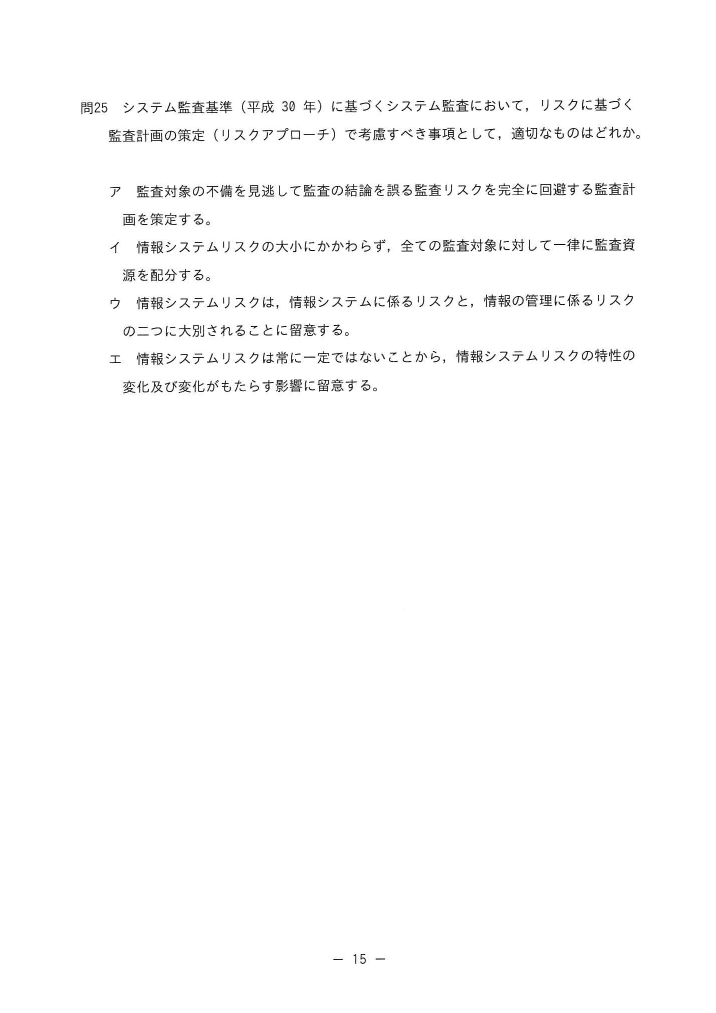 問25　システム監査基準（平成 30 年）に基づくシステム監査において，リスクに基づく
監査計画の策定（リスクアプローチ）で考慮すべき事項として，適切なものはどれか。
ア　監査対象の不備を見逃して監査の結論を誤る監査リスクを完全に回避する監査計
画を策定する。
イ　情報システムリスクの大小にかかわらず，全ての監査対象に対して一律に監査資
源を配分する。
ウ　情報システムリスクは，情報システムに係るリスクと，情報の管理に係るリスク
の二つに大別されることに留意する。
エ　情報システムリスクは常に一定ではないことから，情報システムリスクの特性の
変化及び変化がもたらす影響に留意する。
－ 15 －